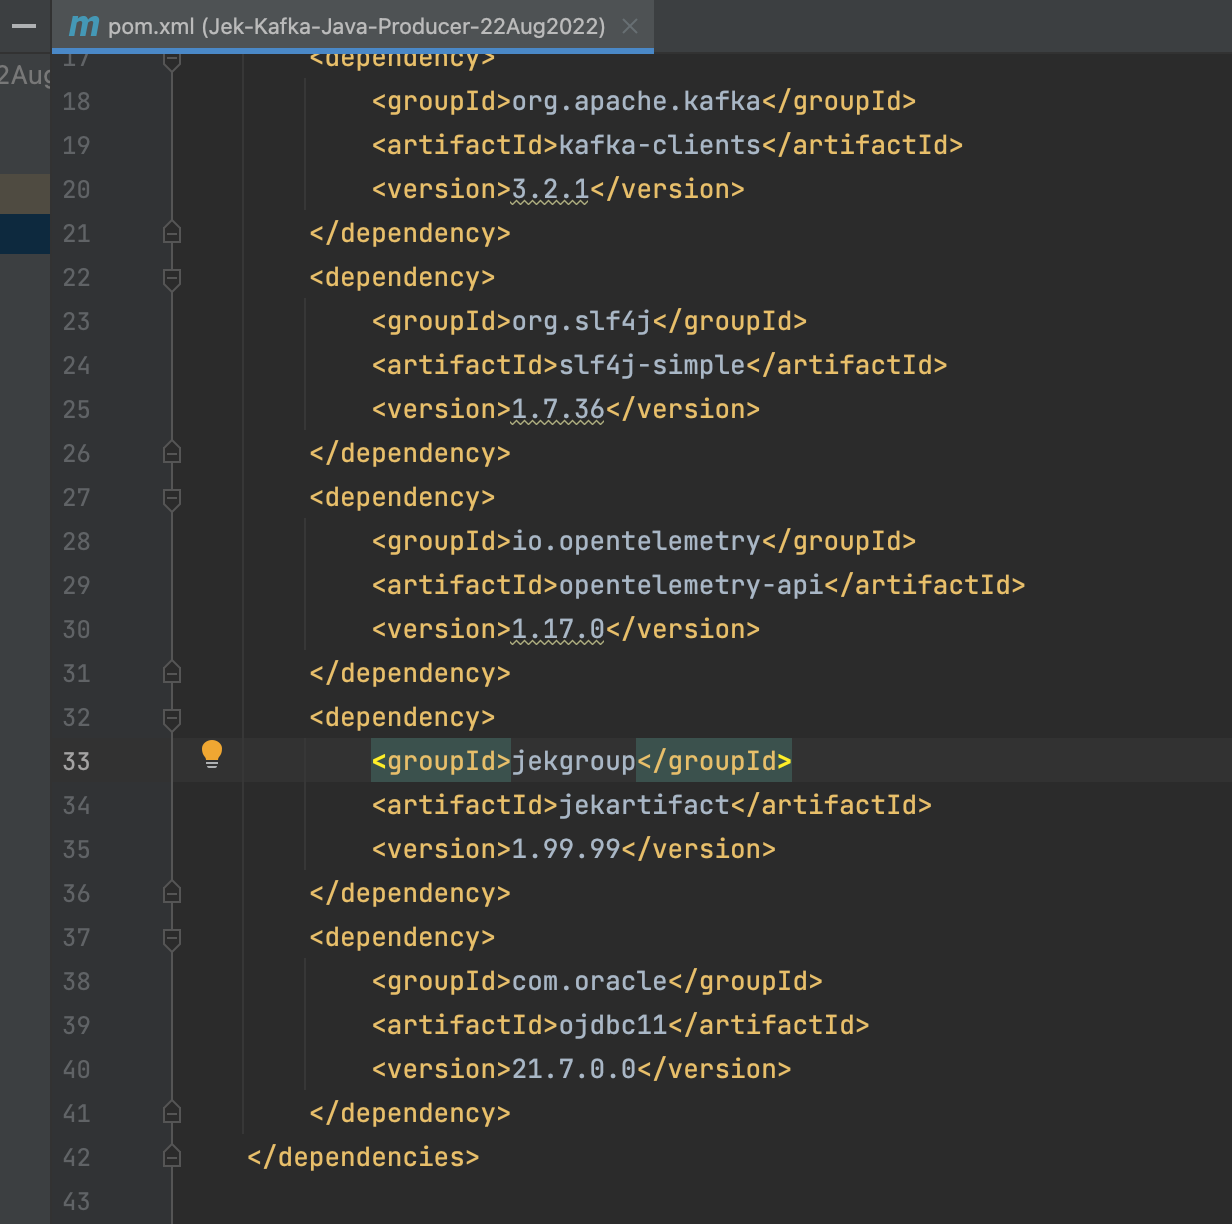 m pom.xml (Jek-Kafka-Java-Producer-22Aug2022)
2Aug
17 <dependency>
18 <groupId>org.apache.kafka</groupId>
19 <artifactId>kafka-clients</artifactId>
20 <version>3.2.1</version>
21 </dependency>
22 <dependency>
23 <groupId>org.slf4j</groupId>
24 <artifactId>slf4j-simple</artifactId>
25 <version>1.7.36</version>
26 </dependency>
27 <dependency>
28 <groupId>io.opentelemetry</groupId>
29 <artifactId>opentelemetry-api</artifactId>
30 <version>1.17.0</version>
31 </dependency>
32 <dependency>
33 <groupId>jekgroup</groupId>
34 <artifactId>jekartifact</artifactId>
35 <version>1.99.99</version>
36 </dependency>
37 <dependency>
38 <groupId>com.oracle</groupId>
39 <artifactId>ojdbc11</artifactId>
40 <version>21.7.0.0</version>
41 </dependency>
42 </dependencies>
43